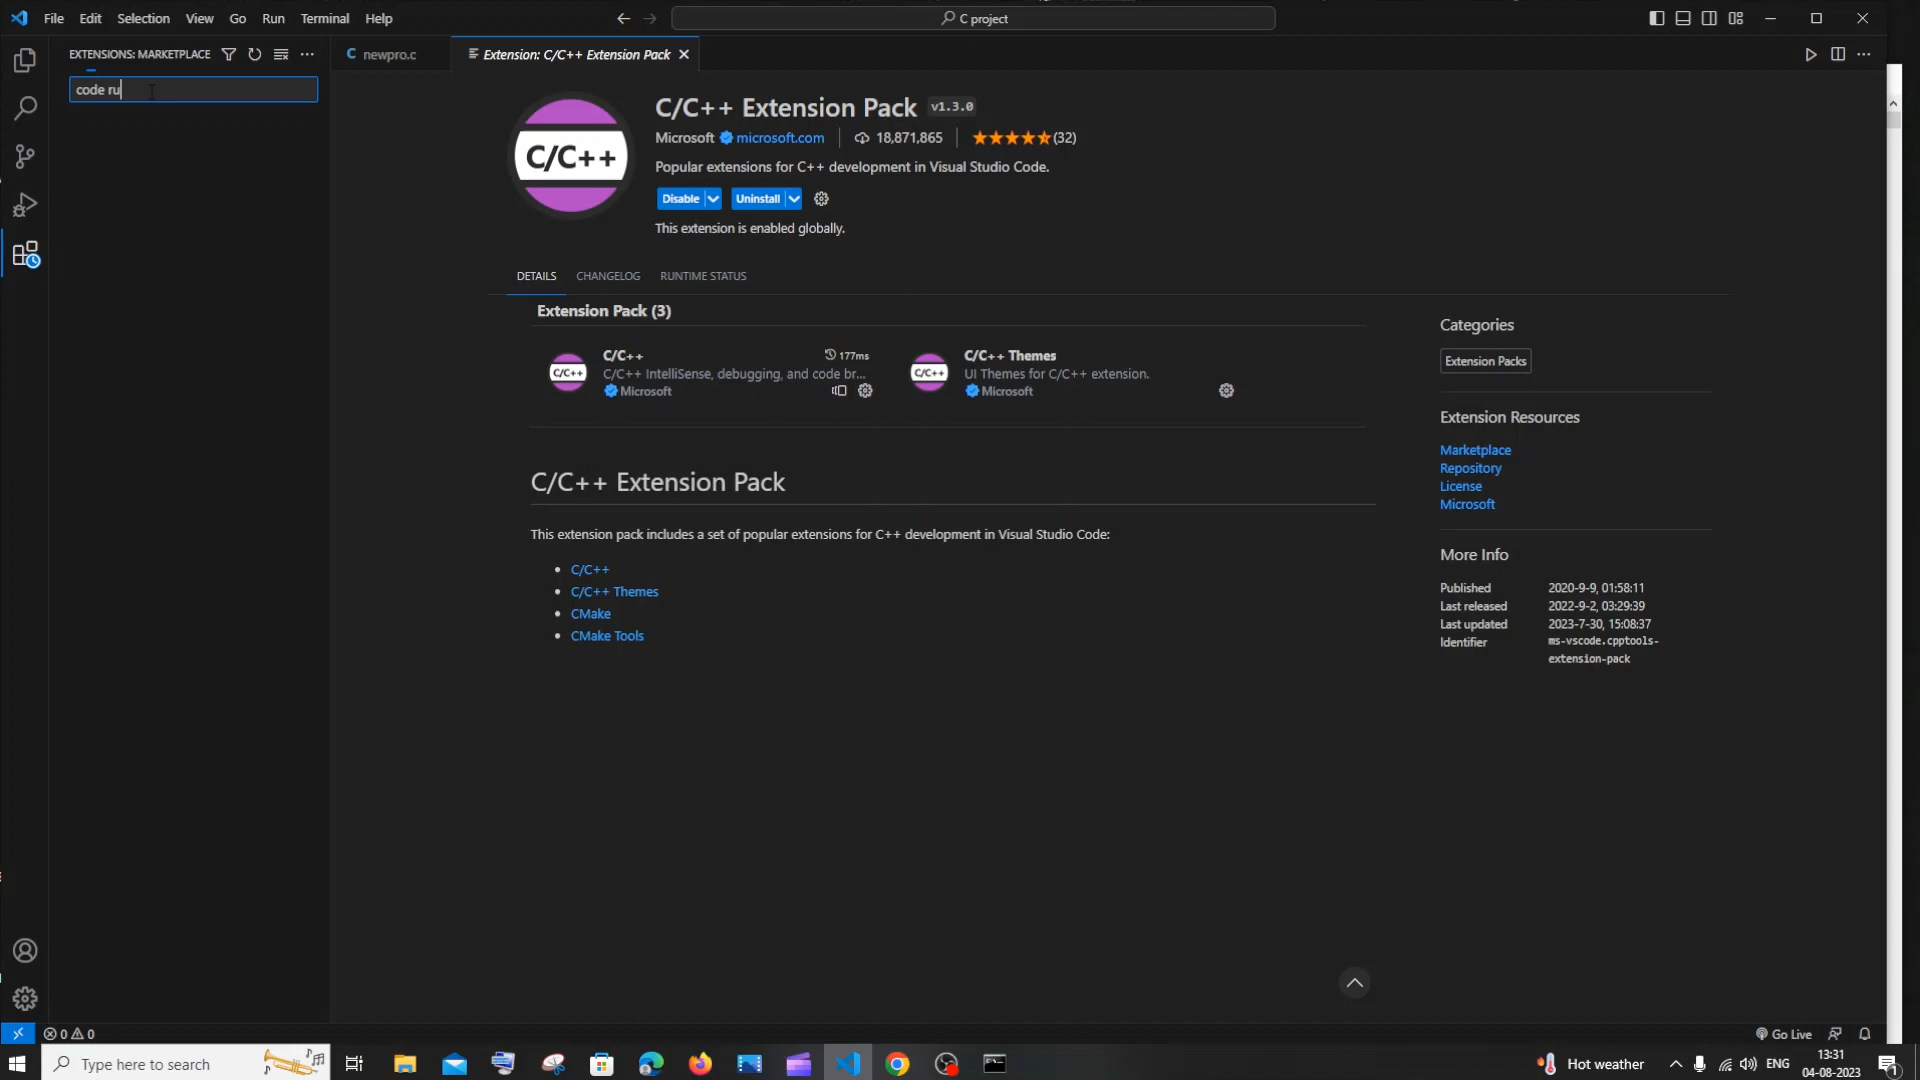 File Edit Selection View Go Run Terminal Help
C project
EXTENSIONS: MARKETPLACE
newpro.c
Extension: C/C++ Extension Pack
code ru
C/C++
C/C++ Extension Pack v1.3.0
Microsoft microsoft.com 18,871,865 (32)
Popular extensions for C++ development in Visual Studio Code.
Disable Uninstall
This extension is enabled globally.
DETAILS CHANGELOG RUNTIME STATUS
Extension Pack (3)
C/C++
C/C++ 177ms
C/C++ IntelliSense, debugging, and code br...
Microsoft
C/C++
C/C++ Themes
UI Themes for C/C++ extension.
Microsoft
C/C++ Extension Pack
This extension pack includes a set of popular extensions for C++ development in Visual Studio Code:
• C/C++
• C/C++ Themes
• CMake
• CMake Tools
Categories
Extension Packs
Extension Resources
Marketplace
Repository
License
Microsoft
More Info
Published 2020-9-9, 01:58:11
Last released 2022-9-2, 03:29:39
Last updated 2023-7-30, 15:08:37
Identifier ms-vscode.cpptools-
extension-pack
0 0
Go Live
Type here to search
Hot weather
ENG
13:31
04-08-2023
1